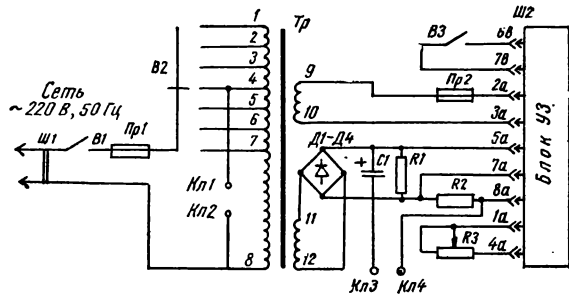 1
Тр
Ш2
2
В3
6в
3
7в
В2
9
Пр2
4
2а
Сеть
5
10
3а
~220 В, 50 Гц
6
Д1-Д4
5а
Ш1
В1
Пр1
7
+
С1
R1
7а
Кл1
R2
8а
Кл2
11
1а
8
12
R3
4а
Кл3
Кл4
Блок У3